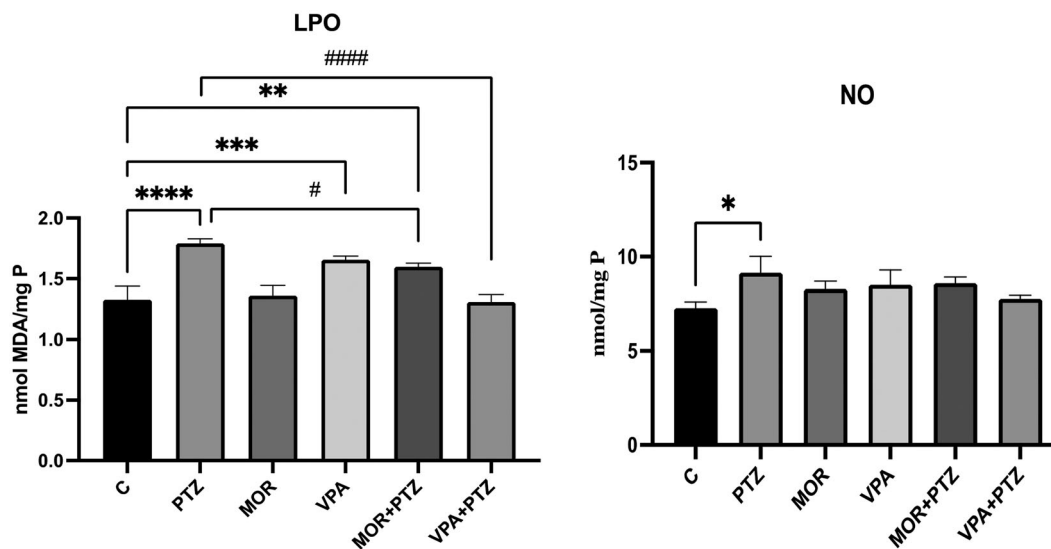 LPO
####
**
***
****
#
nmol MDA/mg P
2.0
1.5
1.0
0.5
0.0
C
PTZ
MOR
VPA
MOR+PTZ
VPA+PTZ
NO
*
nmol/mg P
15
10
5
0
C
PTZ
MOR
VPA
MOR+PTZ
VPA+PTZ